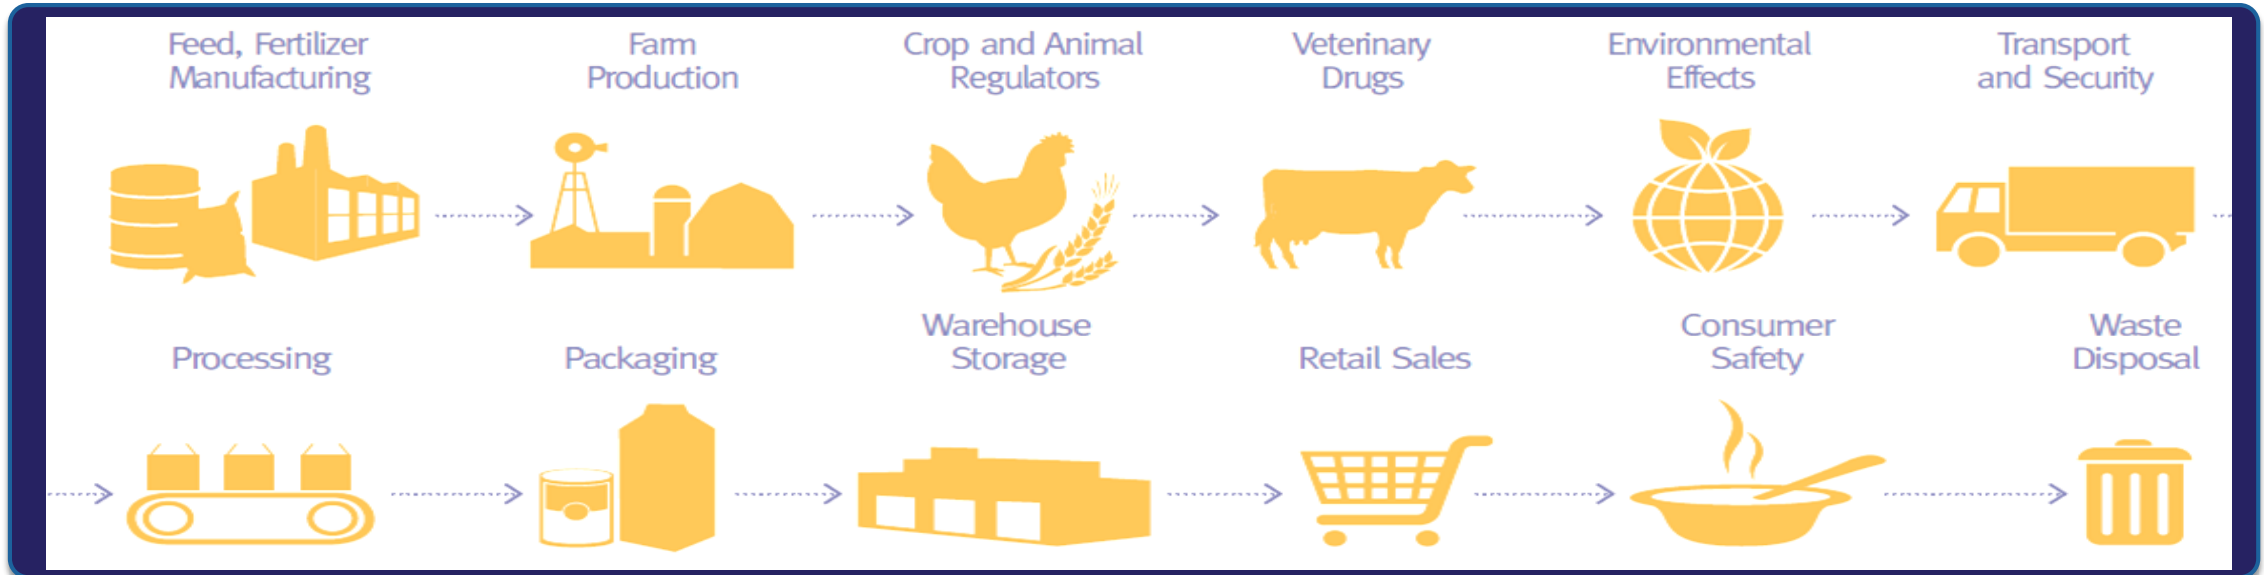 Feed, Fertilizer
Manufacturing
Farm
Production
Crop and Animal
Regulators
Veterinary
Drugs
Environmental
Effects
Transport
and Security
Processing
Packaging
Warehouse
Storage
Retail Sales
Consumer
Safety
Waste
Disposal